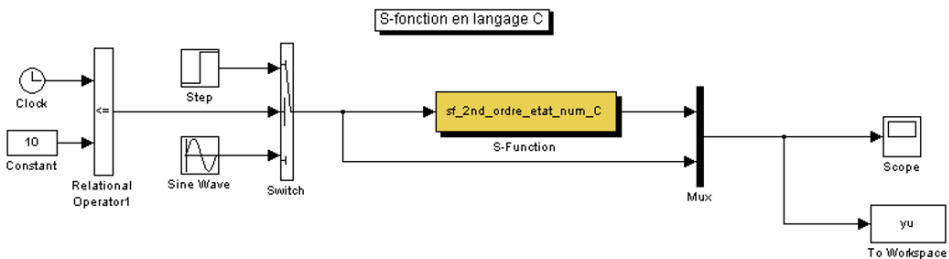 S-fonction en langage C
Clock
10
Constant
<=
Relational
Operator1
Step
Sine Wave
Switch
sf_2nd_ordre_etat_num_C
S-Function
Mux
Scope
yu
To Workspace